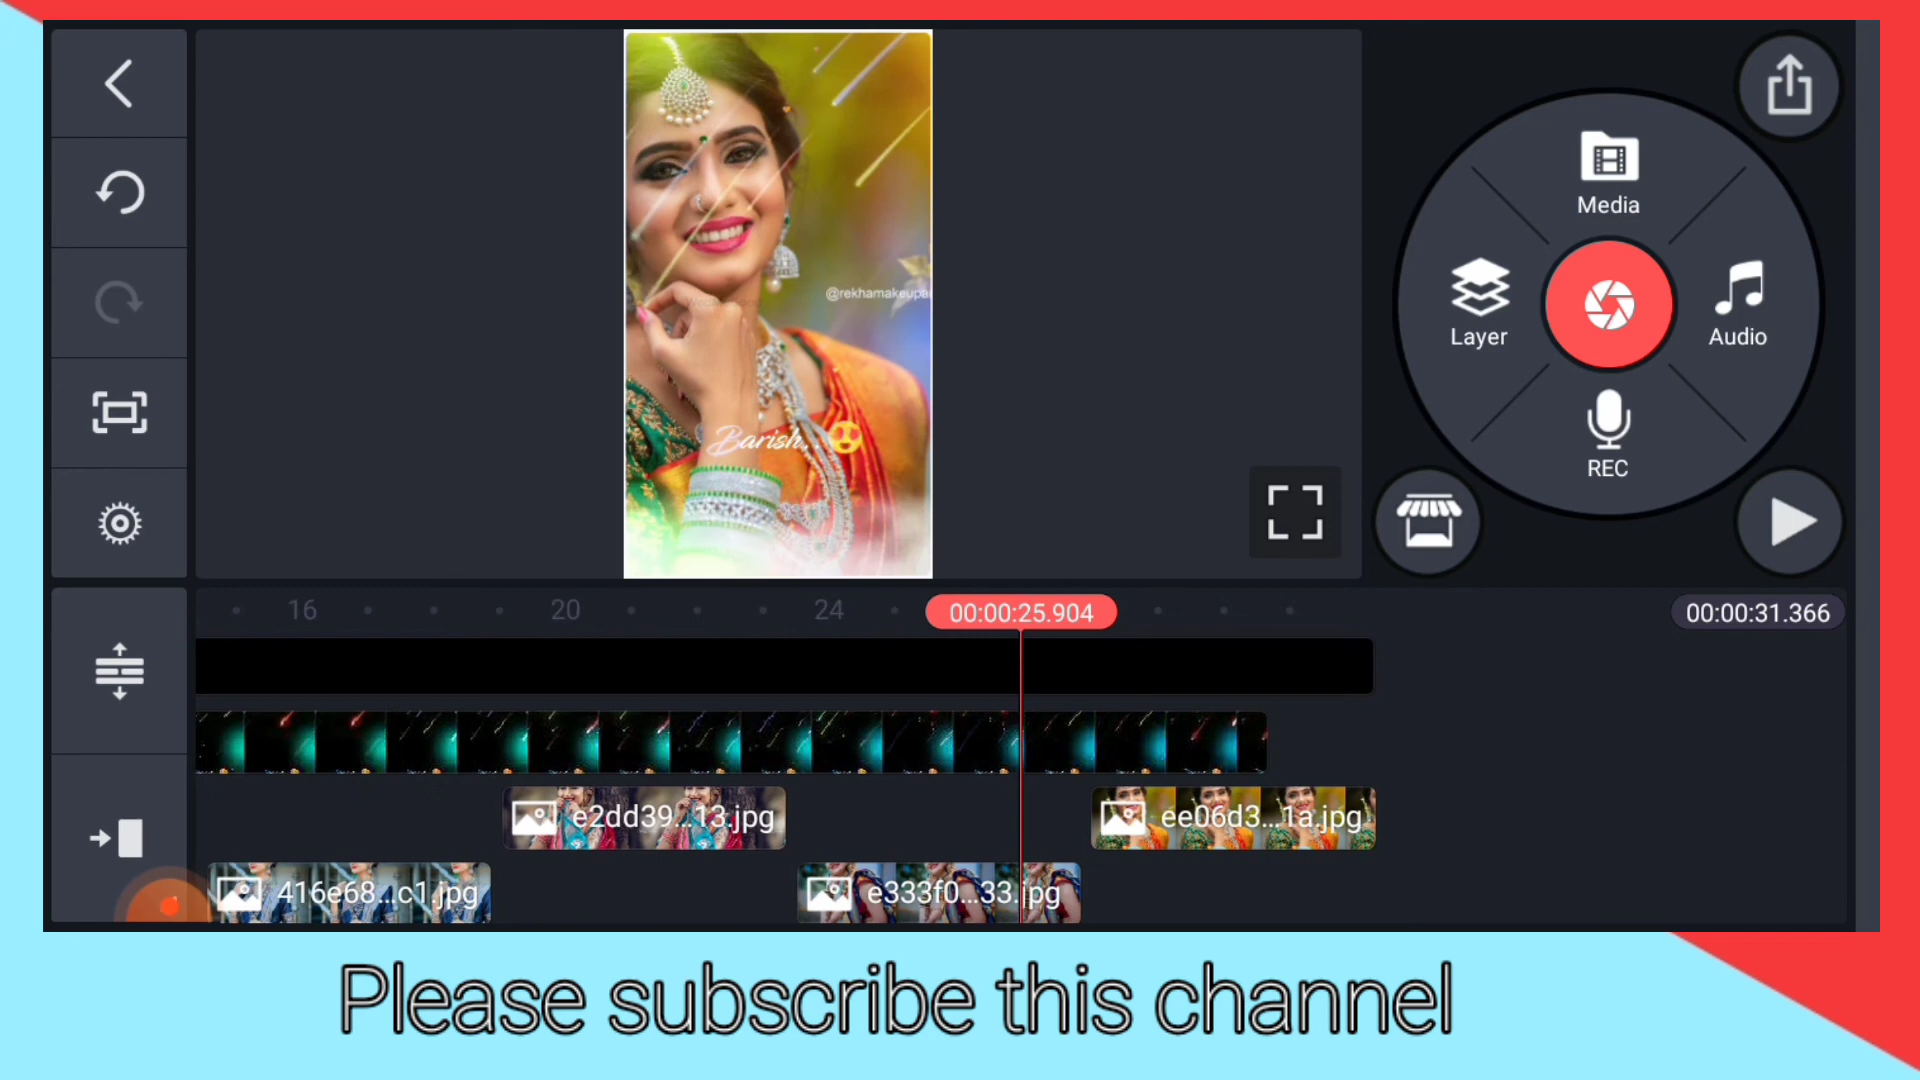 Media
Layer
Audio
REC
@rekhamakeupar
Barish..😍
16
20
24
00:00:25.904
00:00:31.366
e2dd39...13.jpg
ee06d3...1a.jpg
416e68...c1.jpg
e333f0...33.jpg
Please subscribe this channel